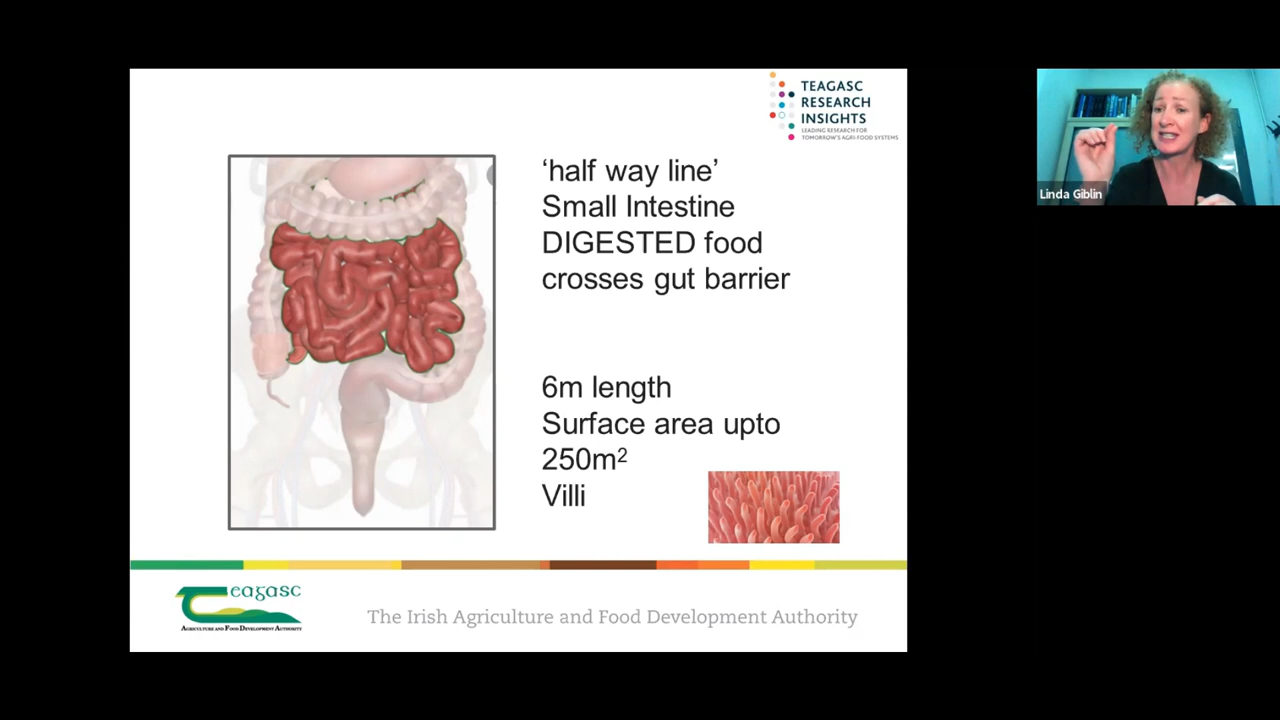 TEAGASC
RESEARCH
INSIGHTS
LEADING RESEARCH FOR
TOMORROW'S AGRI-FOOD SYSTEMS
Linda Giblin
‘half way line’
Small Intestine
DIGESTED food
crosses gut barrier
6m length
Surface area upto
250m²
Villi
eagasc
AGRICULTURE AND FOOD DEVELOPMENT AUTHORITY
The Irish Agriculture and Food Development Authority